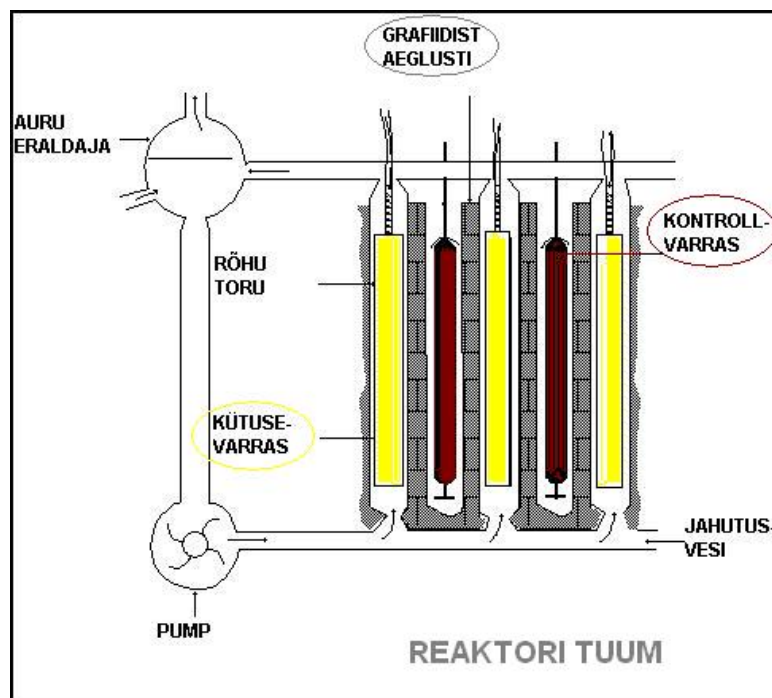 GRAFIIDIST
AEGLUSTI
AURU
ERALDAJA
KONTROLL-
VARRAS
RÕHU
TORU
KÜTUSE-
VARRAS
JAHUTUS-
VESI
PUMP
REAKTORI TUUM